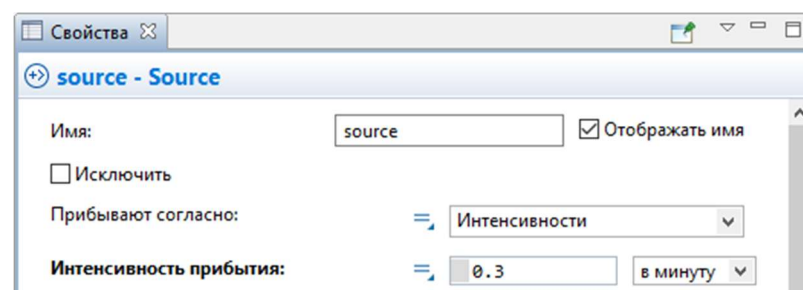 Свойства
source - Source
Имя: source Отображать имя
Исключить
Прибывают согласно: Интенсивности
Интенсивность прибытия: 0.3 в минуту